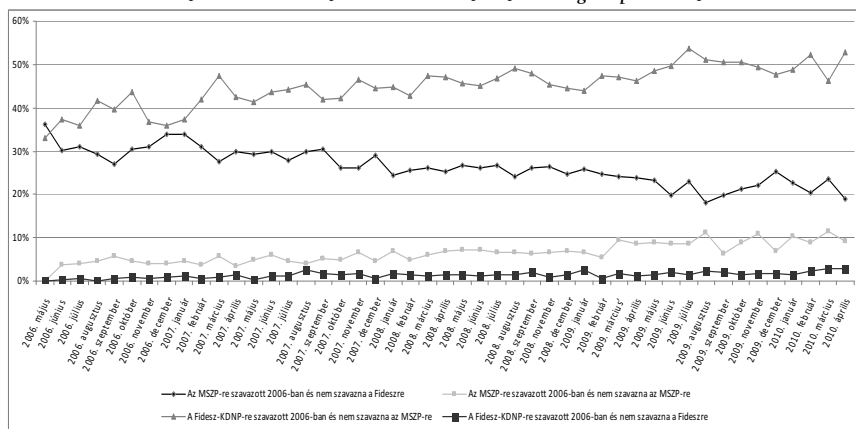 60%
50%
40%
30%
20%
10%
0%
2006. május
2006. június
2006. július
2006. augusztus
2006. szeptember
2006. október
2006. november
2006. december
2007. január
2007. február
2007. március
2007. április
2007. május
2007. június
2007. július
2007. augusztus
2007. szeptember
2007. október
2007. november
2007. december
2008. január
2008. február
2008. március
2008. április
2008. május
2008. június
2008. július
2008. augusztus
2008. szeptember
2008. november
2008. december
2009. január
2009. február
2009. március'
2009. április
2009. május
2009. június
2009. július
2009. augusztus
2009. szeptember
2009. október
2009. november
2009. december
2010. január
2010. február
2010. március
2010. április
Az MSZP-re szavazott 2006-ban és nem szavazna a Fideszre
Az MSZP-re szavazott 2006-ban és nem szavazna az MSZP-re
A Fidesz-KDNP-re szavazott 2006-ban és nem szavazna az MSZP-re
A Fidesz-KDNP-re szavazott 2006-ban és nem szavazna a Fideszre